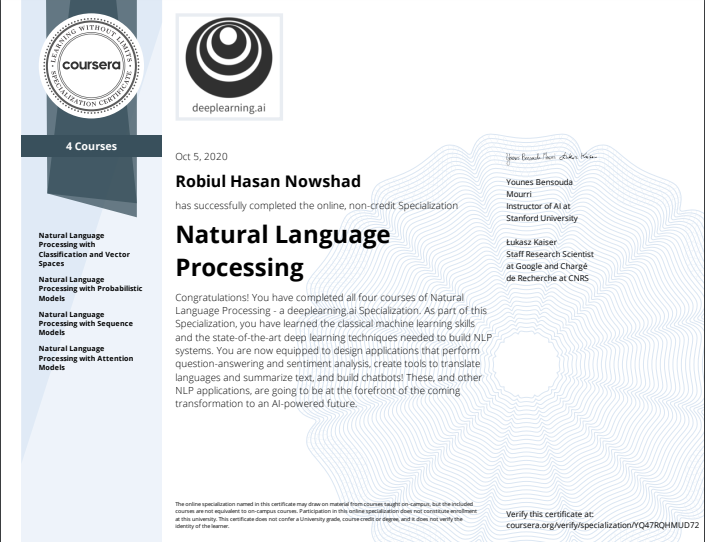 LEARNING WITHOUT LIMITS
coursera
SPECIALIZATION CERTIFICATE
4 Courses
Natural Language
Processing with
Classification and Vector
Spaces
Natural Language
Processing with Probabilistic
Models
Natural Language
Processing with Sequence
Models
Natural Language
Processing with Attention
Models
deeplearning.ai
Oct 5, 2020
Robiul Hasan Nowshad
has successfully completed the online, non-credit Specialization
Natural Language
Processing
Congratulations! You have completed all four courses of Natural
Language Processing - a deeplearning.ai Specialization. As part of this
Specialization, you have learned the classical machine learning skills
and the state-of-the-art deep learning techniques needed to build NLP
systems. You are now equipped to design applications that perform
question-answering and sentiment analysis, create tools to translate
languages and summarize text, and build chatbots! These, and other
NLP applications, are going to be at the forefront of the coming
transformation to an AI-powered future.
Younes Bensouda Mourri Łukasz Kaiser
Younes Bensouda
Mourri
Instructor of AI at
Stanford University
Łukasz Kaiser
Staff Research Scientist
at Google and Chargé
de Recherche at CNRS
The online specialization named in this certificate may draw on material from courses taught on-campus, but the included
courses are not equivalent to on-campus courses. Participation in this online specialization does not constitute enrollment
at this university. This certificate does not confer a University grade, course credit or degree, and it does not verify the
identity of the learner.
Verify this certificate at:
coursera.org/verify/specialization/YQ47RQHMUD72